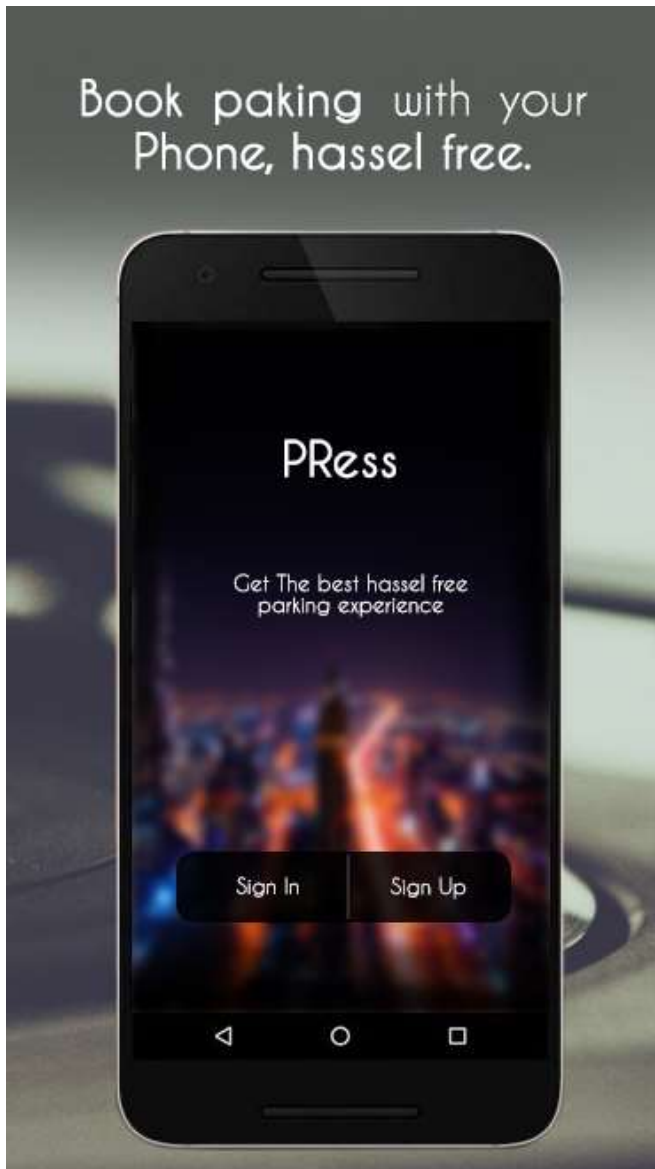 Book paking with your
Phone, hassel free.
PRess
Get The best hassel free
parking experience
Sign In
Sign Up